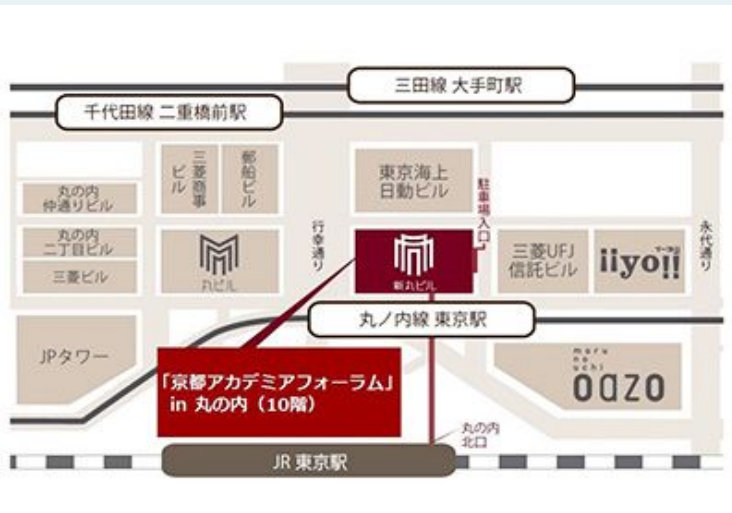 三田線 大手町駅
千代田線 二重橋前駅
三菱商事
ビル
郵船ビル
東京海上
日動ビル
駐車場入口
丸の内
仲通りビル
丸の内
二丁目ビル
三菱ビル
丸ビル
行幸通り
新丸ビル
三菱UFJ
信託ビル
iiyo!!
イーヨ!!
永代通り
丸ノ内線 東京駅
JPタワー
「京都アカデミアフォーラム」
in 丸の内（10階）
maru
no
uchi
oazo
丸の内
北口
JR 東京駅